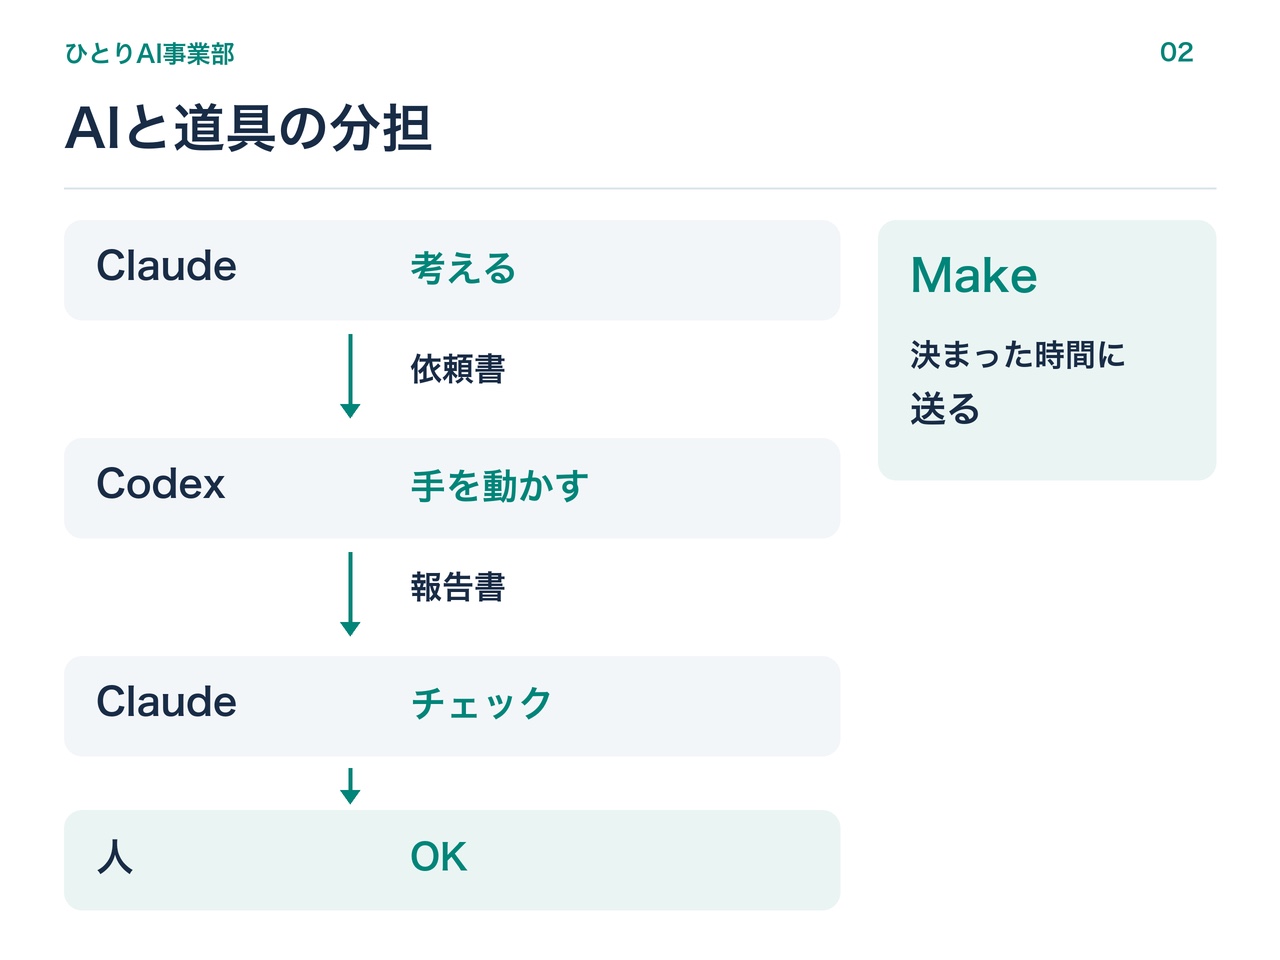 ひとりAI事業部
02
AIと道具の分担
Claude 考える
依頼書
Codex 手を動かす
報告書
Claude チェック
人 OK
Make
決まった時間に
送る